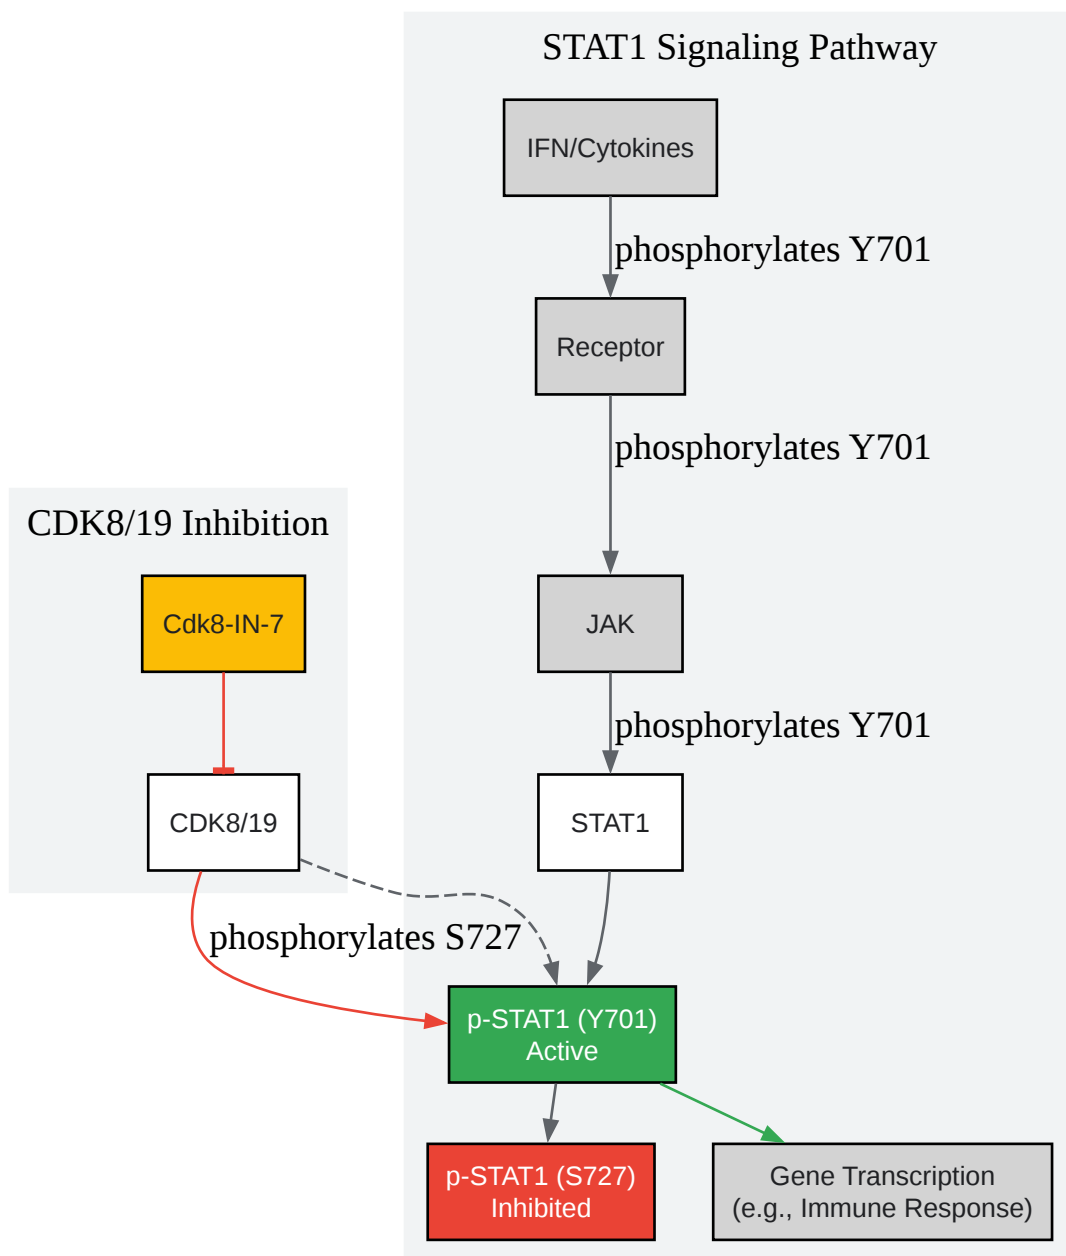 STAT1 Signaling Pathway
IFN/Cytokines
phosphorylates Y701
Receptor
phosphorylates Y701
CDK8/19 Inhibition
Cdk8-IN-7
JAK
phosphorylates Y701
CDK8/19
STAT1
phosphorylates S727
p-STAT1 (Y701)
Active
p-STAT1 (S727)
Inhibited
Gene Transcription
(e.g., Immune Response)